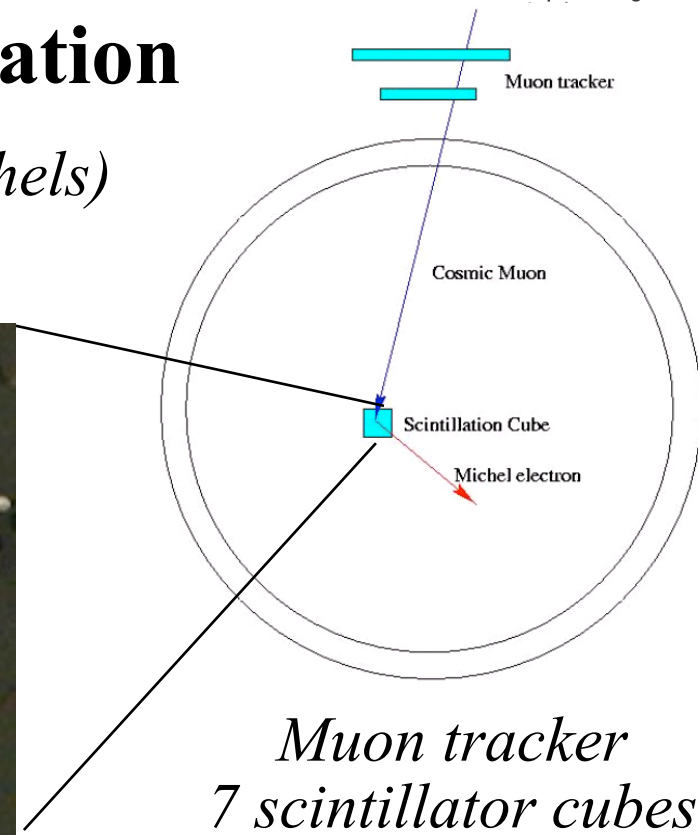 ation
hels)
Muon tracker
Cosmic Muon
Scintillation Cube
Michel electron
Muon tracker
7 scintillator cubes